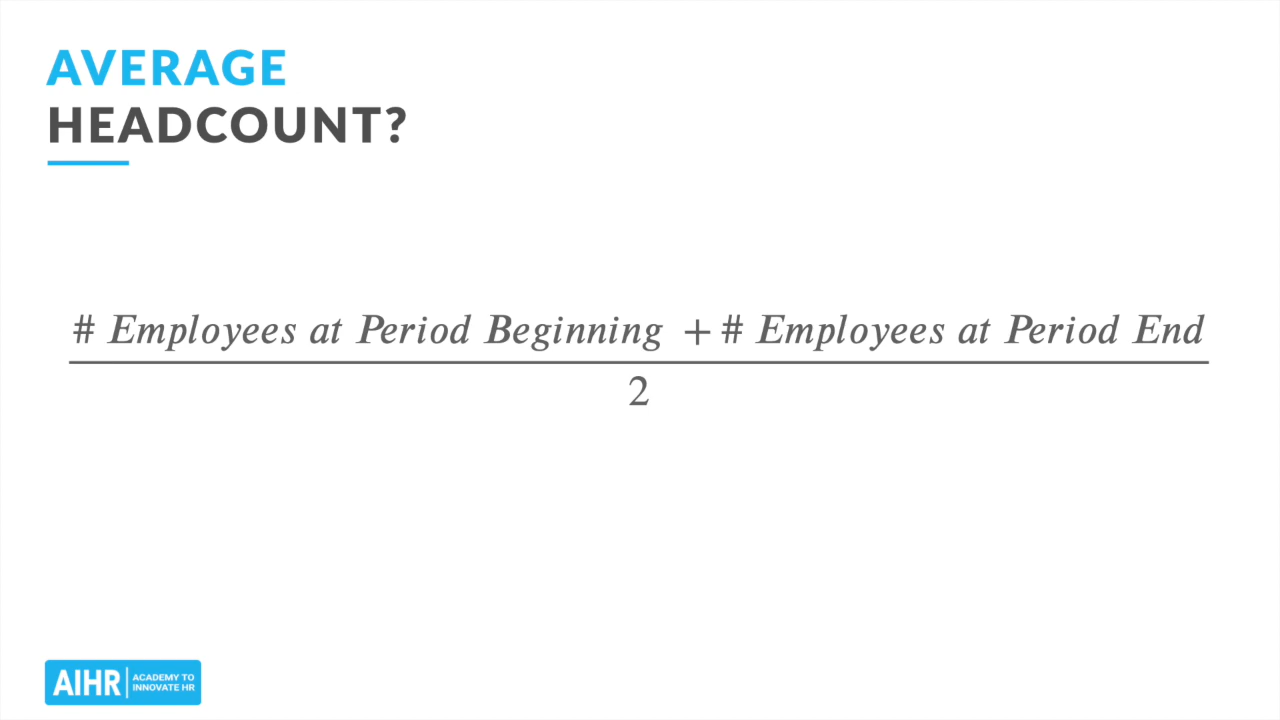 AVERAGE
HEADCOUNT?
# Employees at Period Beginning + # Employees at Period End
2
AIHR
ACADEMY TO
INNOVATE HR